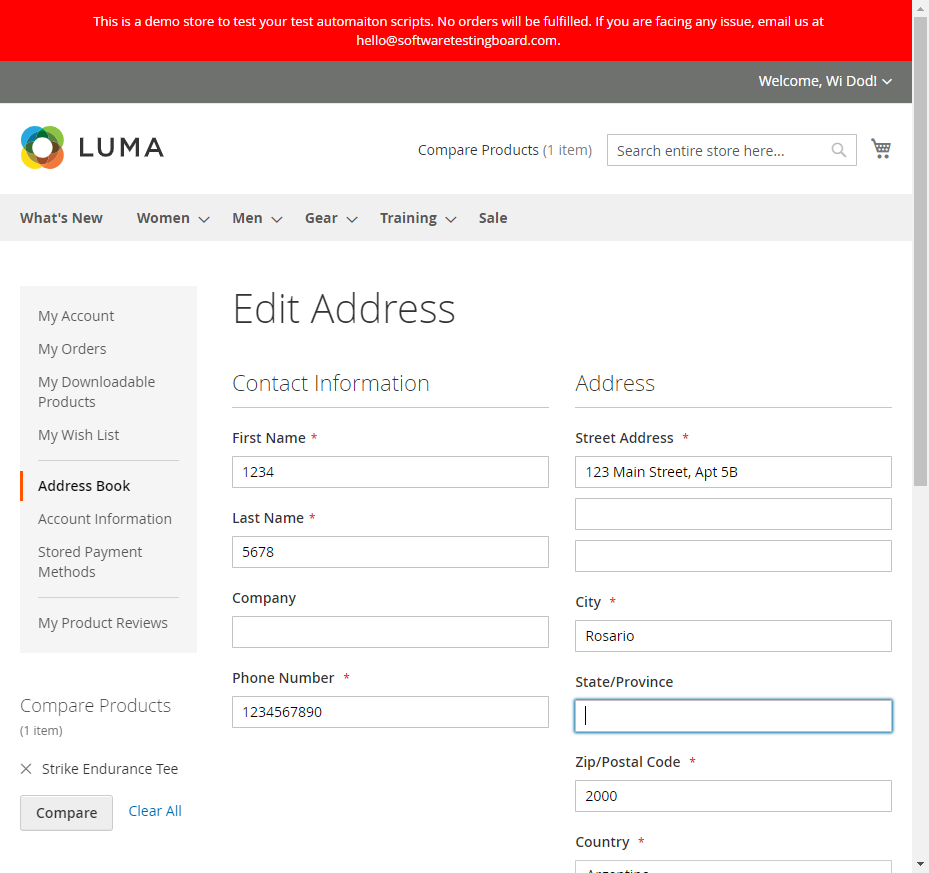 This is a demo store to test your test automaiton scripts. No orders will be fulfilled. If you are facing any issue, email us at
hello@softwaretestingboard.com.
Welcome, Wi Dod!
LUMA
Compare Products (1 item)
Search entire store here...
What's New
Women
Men
Gear
Training
Sale
My Account
My Orders
My Downloadable
Products
My Wish List
Address Book
Account Information
Stored Payment
Methods
My Product Reviews
Compare Products
(1 item)
Strike Endurance Tee
Compare
Clear All
Edit Address
Contact Information
First Name *
1234
Last Name *
5678
Company
Phone Number *
1234567890
Address
Street Address *
123 Main Street, Apt 5B
City *
Rosario
State/Province
Zip/Postal Code *
2000
Country *
Argentina